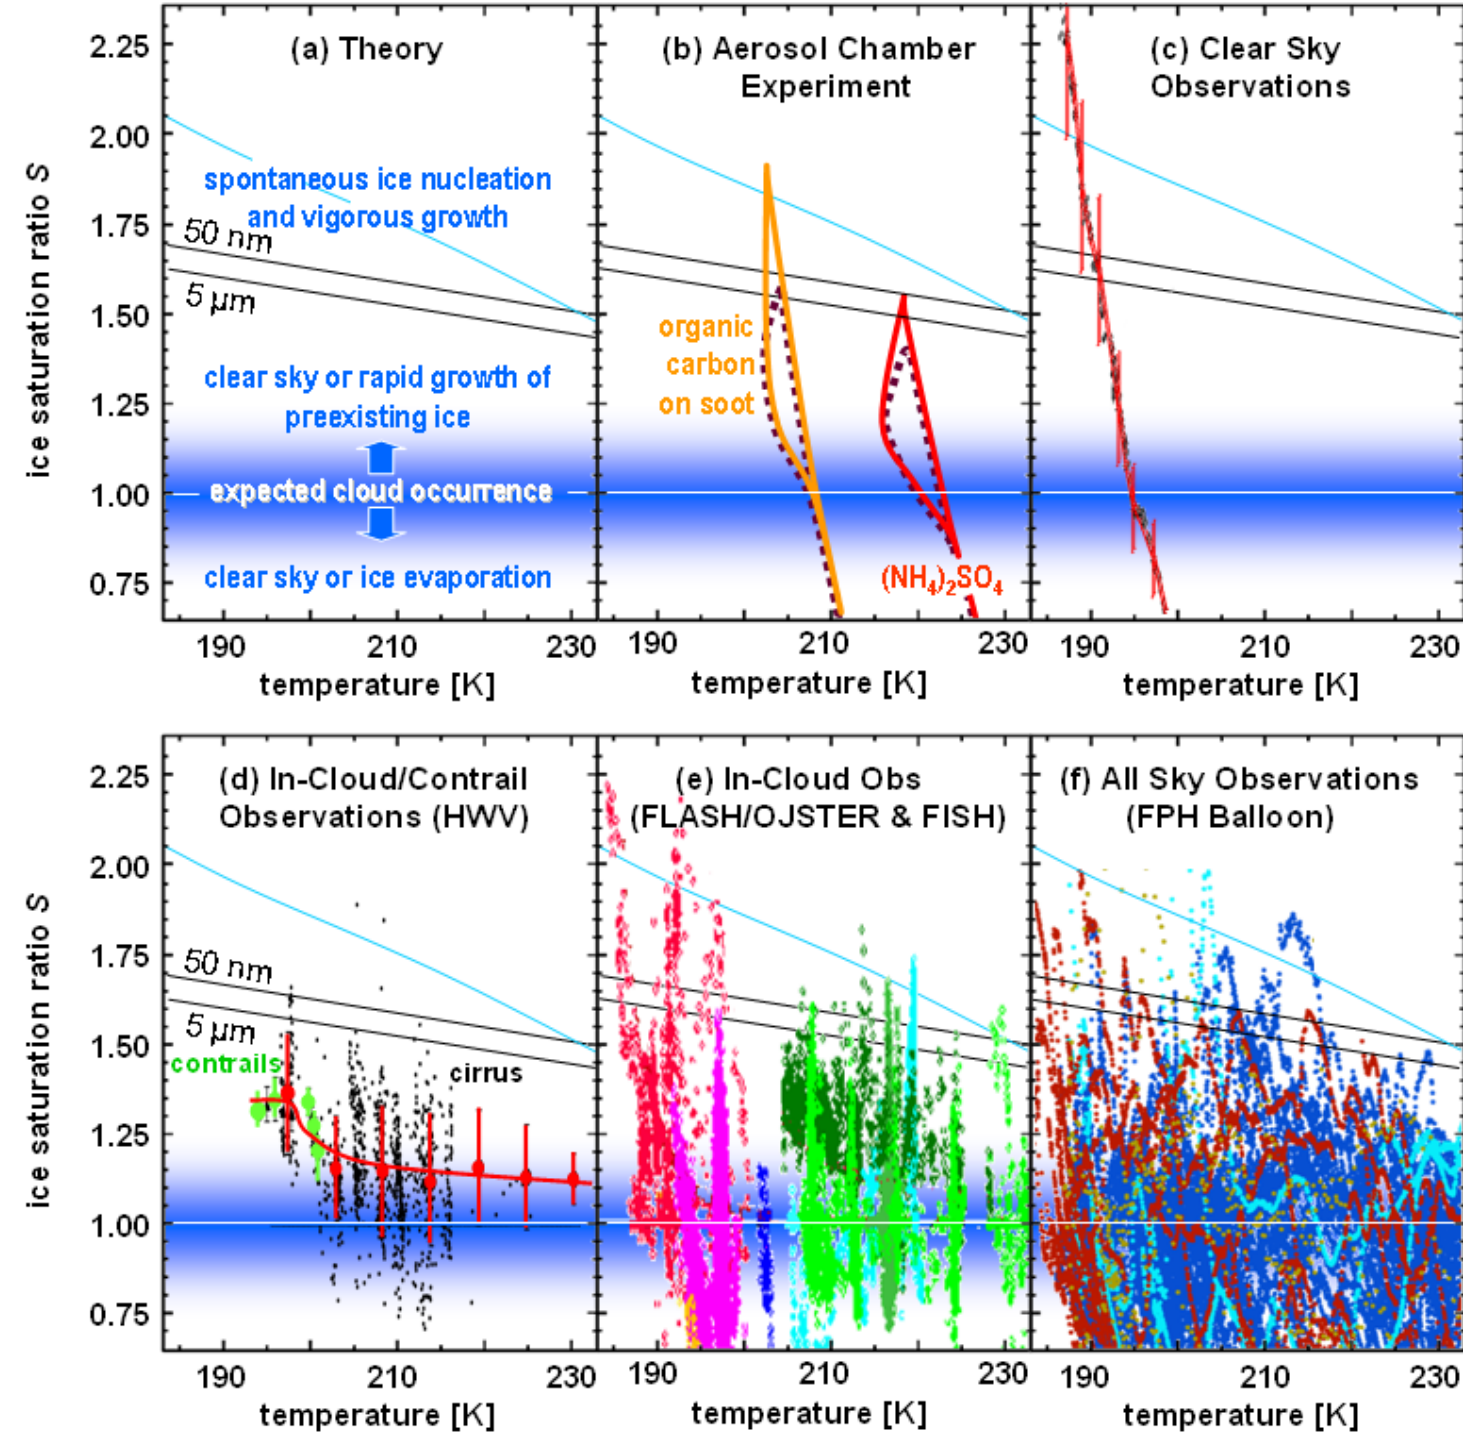 (a) Theory
(b) Aerosol Chamber
Experiment
(c) Clear Sky
Observations
ice saturation ratio S
2.25
2.00
1.75
1.50
1.25
1.00
0.75
spontaneous ice nucleation
and vigorous growth
50 nm
5 µm
clear sky or rapid growth of
preexisting ice
expected cloud occurrence
clear sky or ice evaporation
organic
carbon
on soot
(NH₄)₂SO₄
190 210 230
temperature [K]
190 210 230
temperature [K]
190 210 230
temperature [K]
(d) In-Cloud/Contrail
Observations (HWV)
(e) In-Cloud Obs
(FLASH/OJSTER & FISH)
(f) All Sky Observations
(FPH Balloon)
ice saturation ratio S
2.25
2.00
1.75
1.50
1.25
1.00
0.75
50 nm
5 µm
contrails
cirrus
190 210 230
temperature [K]
190 210 230
temperature [K]
190 210 230
temperature [K]